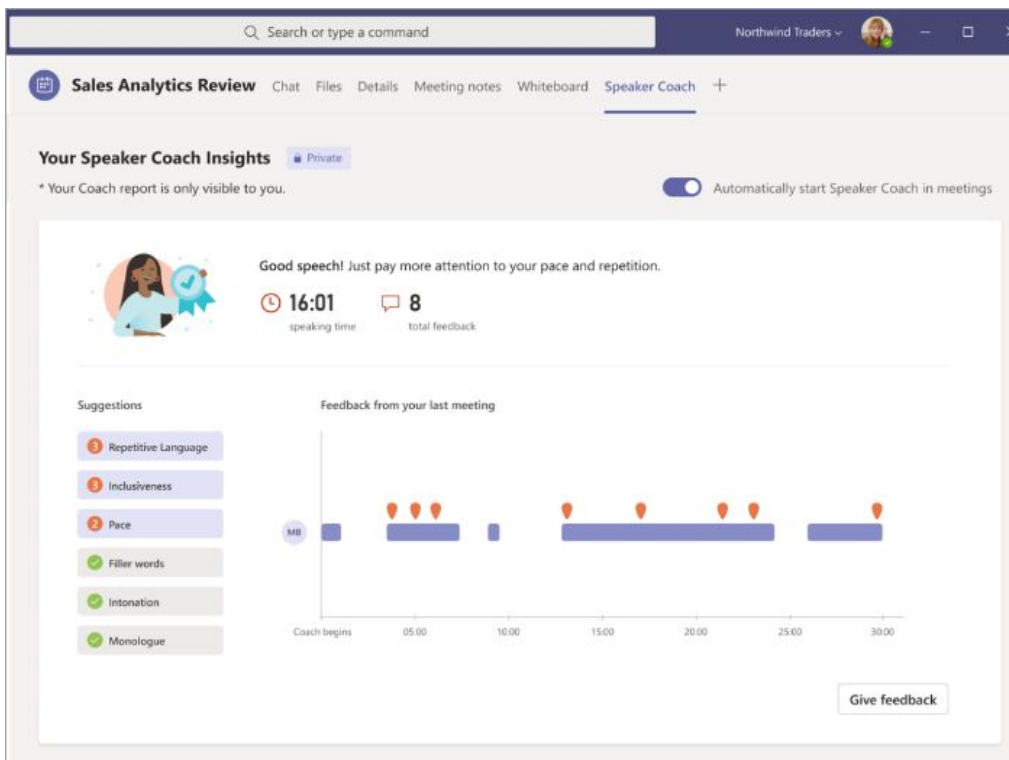 Search or type a command
Northwind Traders
Sales Analytics Review Chat Files Details Meeting notes Whiteboard Speaker Coach +
Your Speaker Coach Insights Private
* Your Coach report is only visible to you.
Automatically start Speaker Coach in meetings
Good speech! Just pay more attention to your pace and repetition.
16:01 8
speaking time total feedback
Suggestions
3 Repetitive Language
3 Inclusiveness
2 Pace
Filler words
Intonation
Monologue
Feedback from your last meeting
MB
Coach begins 05:00 10:00 15:00 20:00 25:00 30:00
Give feedback